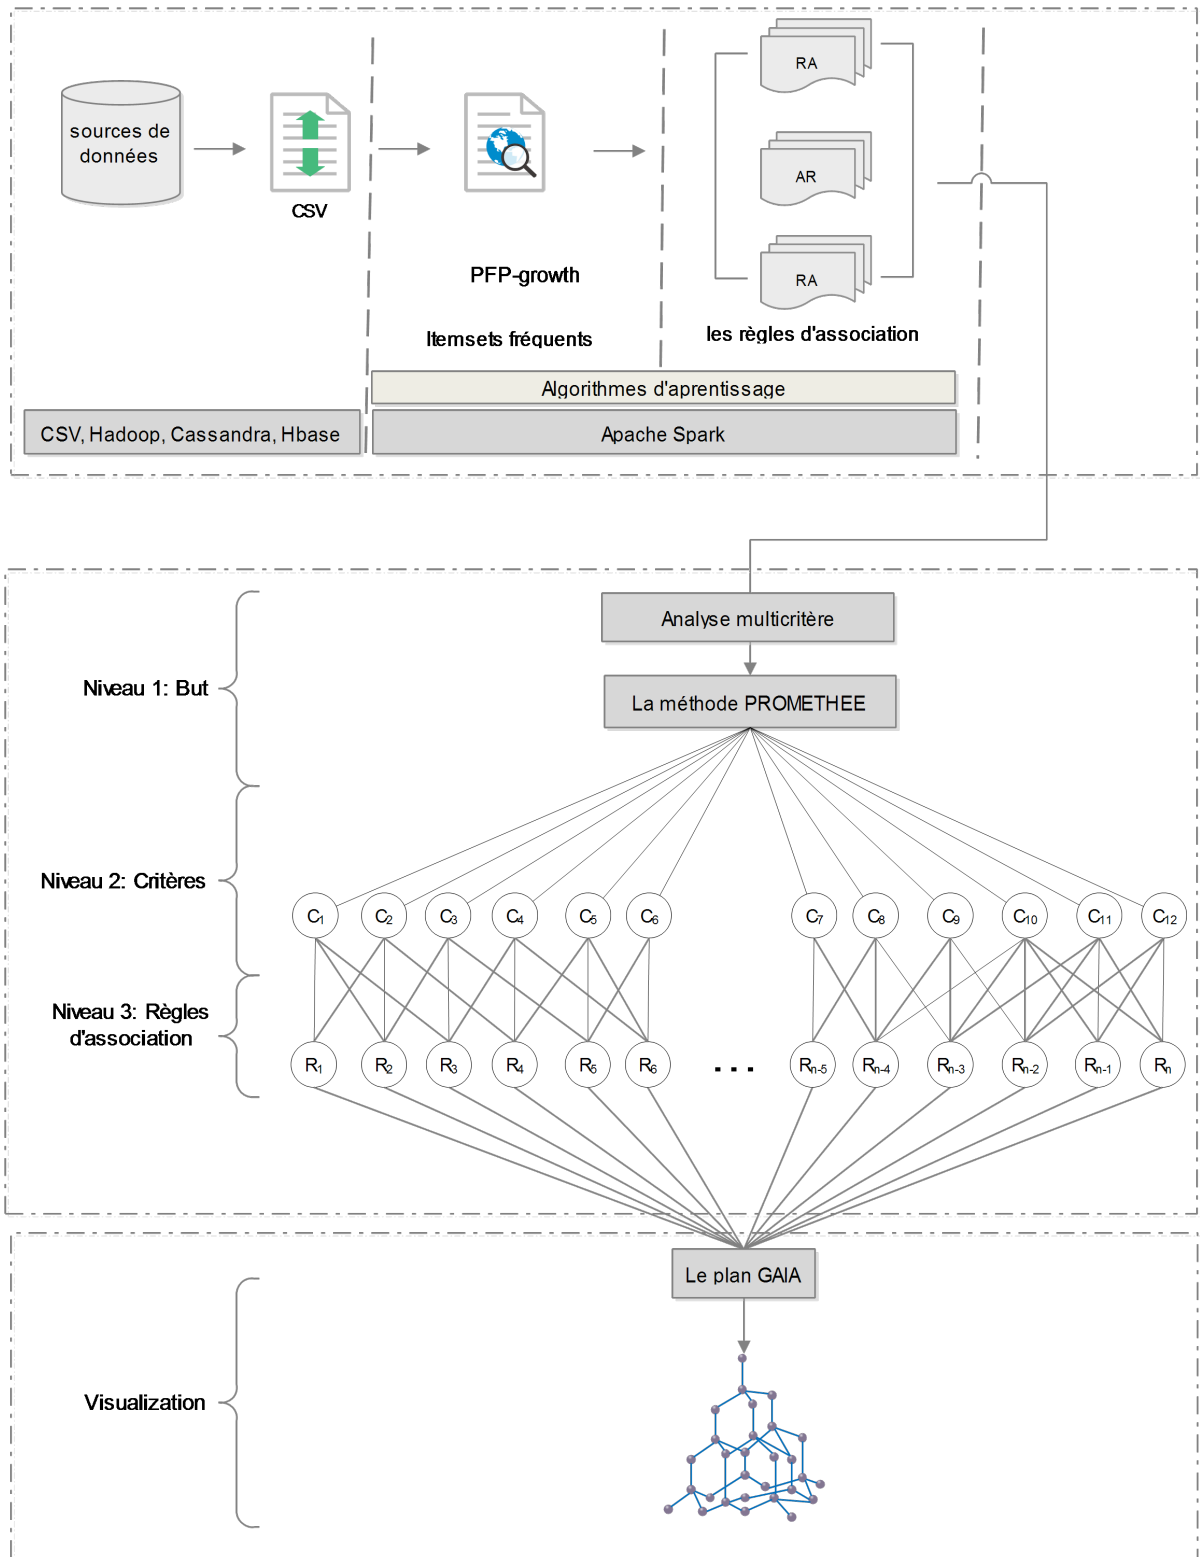 sources de
données
CSV
PFP-growth
Itemsets fréquents
RA
AR
RA
les règles d'association
Algorithmes d'aprentissage
CSV, Hadoop, Cassandra, Hbase
Apache Spark
Analyse multicritère
Niveau 1: But
La méthode PROMETHEE
Niveau 2: Critères
C1 C2 C3 C4 C5 C6 C7 C8 C9 C10 C11 C12
Niveau 3: Règles
d'association
R1 R2 R3 R4 R5 R6 ... Rn-5 Rn-4 Rn-3 Rn-2 Rn-1 Rn
Le plan GAIA
Visualization